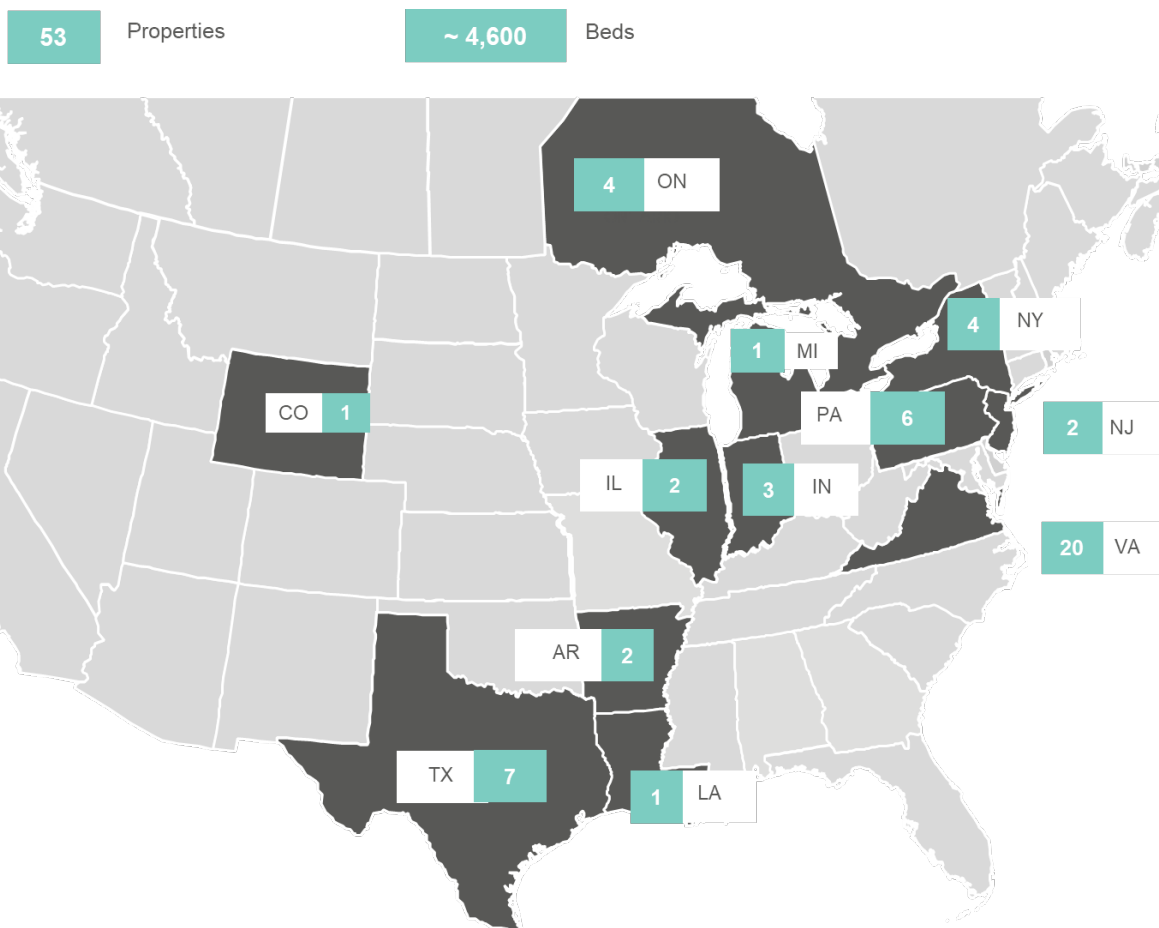 53 Properties ~ 4,600 Beds
4 ON
4 NY
1 MI
CO 1
PA 6
2 NJ
IL 2
3 IN
20 VA
AR 2
TX 7
1 LA